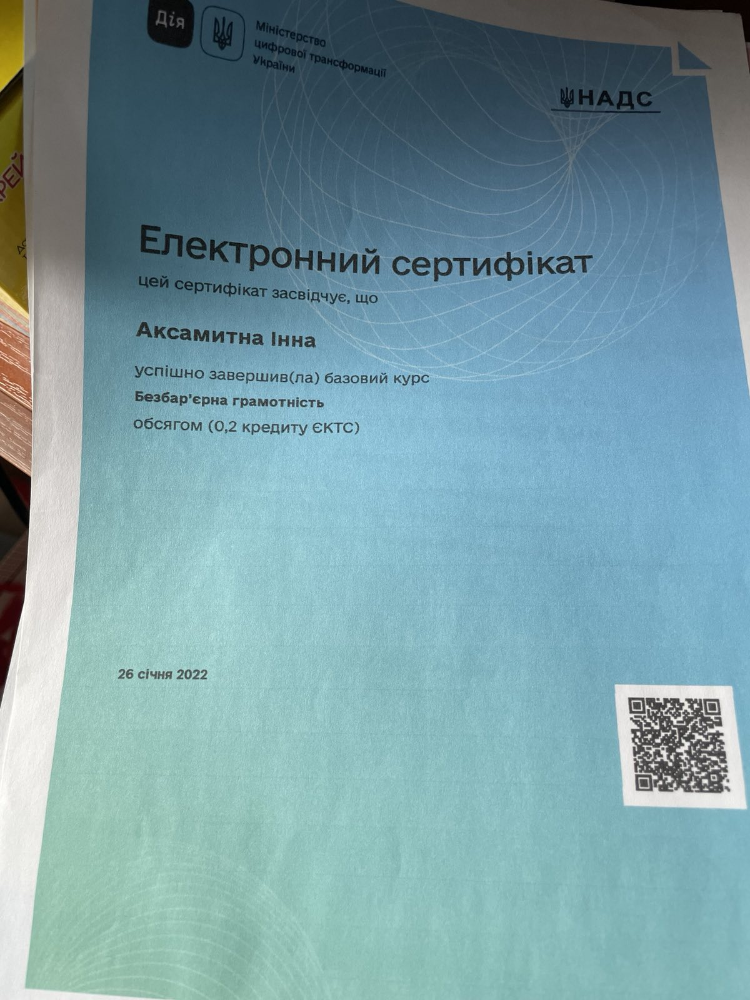 Дія
Міністерство
цифрової трансформації
України
НАДС
Електронний сертифікат
цей сертифікат засвідчує, що
Аксамитна Інна
успішно завершив(ла) базовий курс
Безбар'єрна грамотність
обсягом (0,2 кредиту ЄКТС)
26 січня 2022